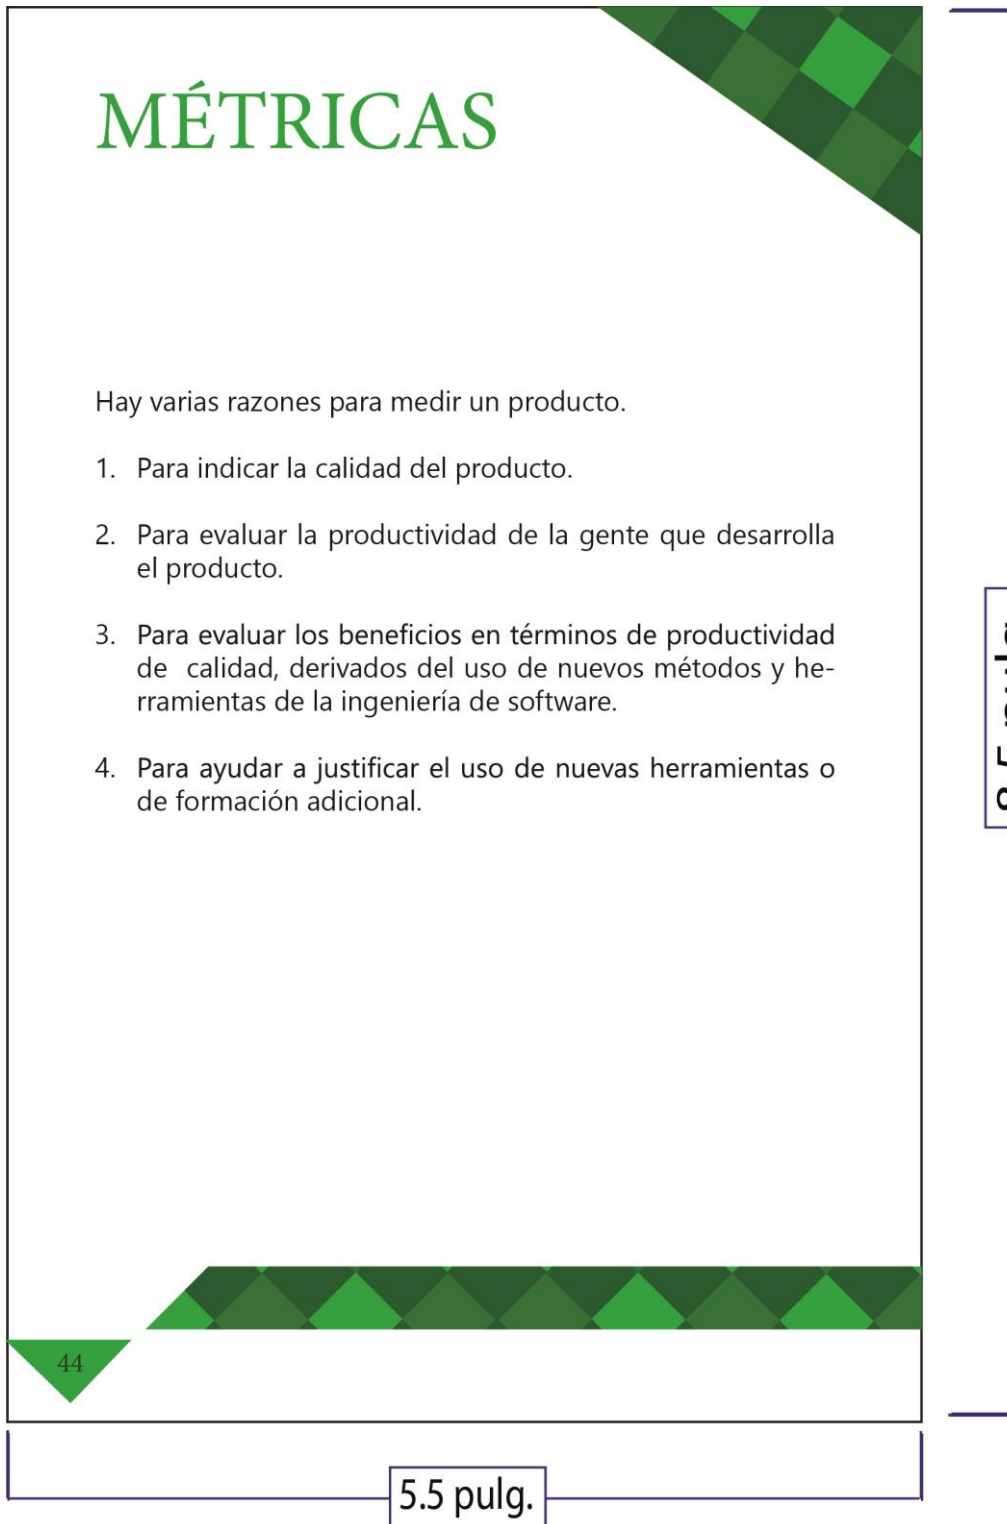 MÉTRICAS
Hay varias razones para medir un producto.
1. Para indicar la calidad del producto.
2. Para evaluar la productividad de la gente que desarrolla
el producto.
3. Para evaluar los beneficios en términos de productividad
de  calidad, derivados del uso de nuevos métodos y he-
rramientas de la ingeniería de software.
4. Para ayudar a justificar el uso de nuevas herramientas o
de formación adicional.
44
5.5 pulg.